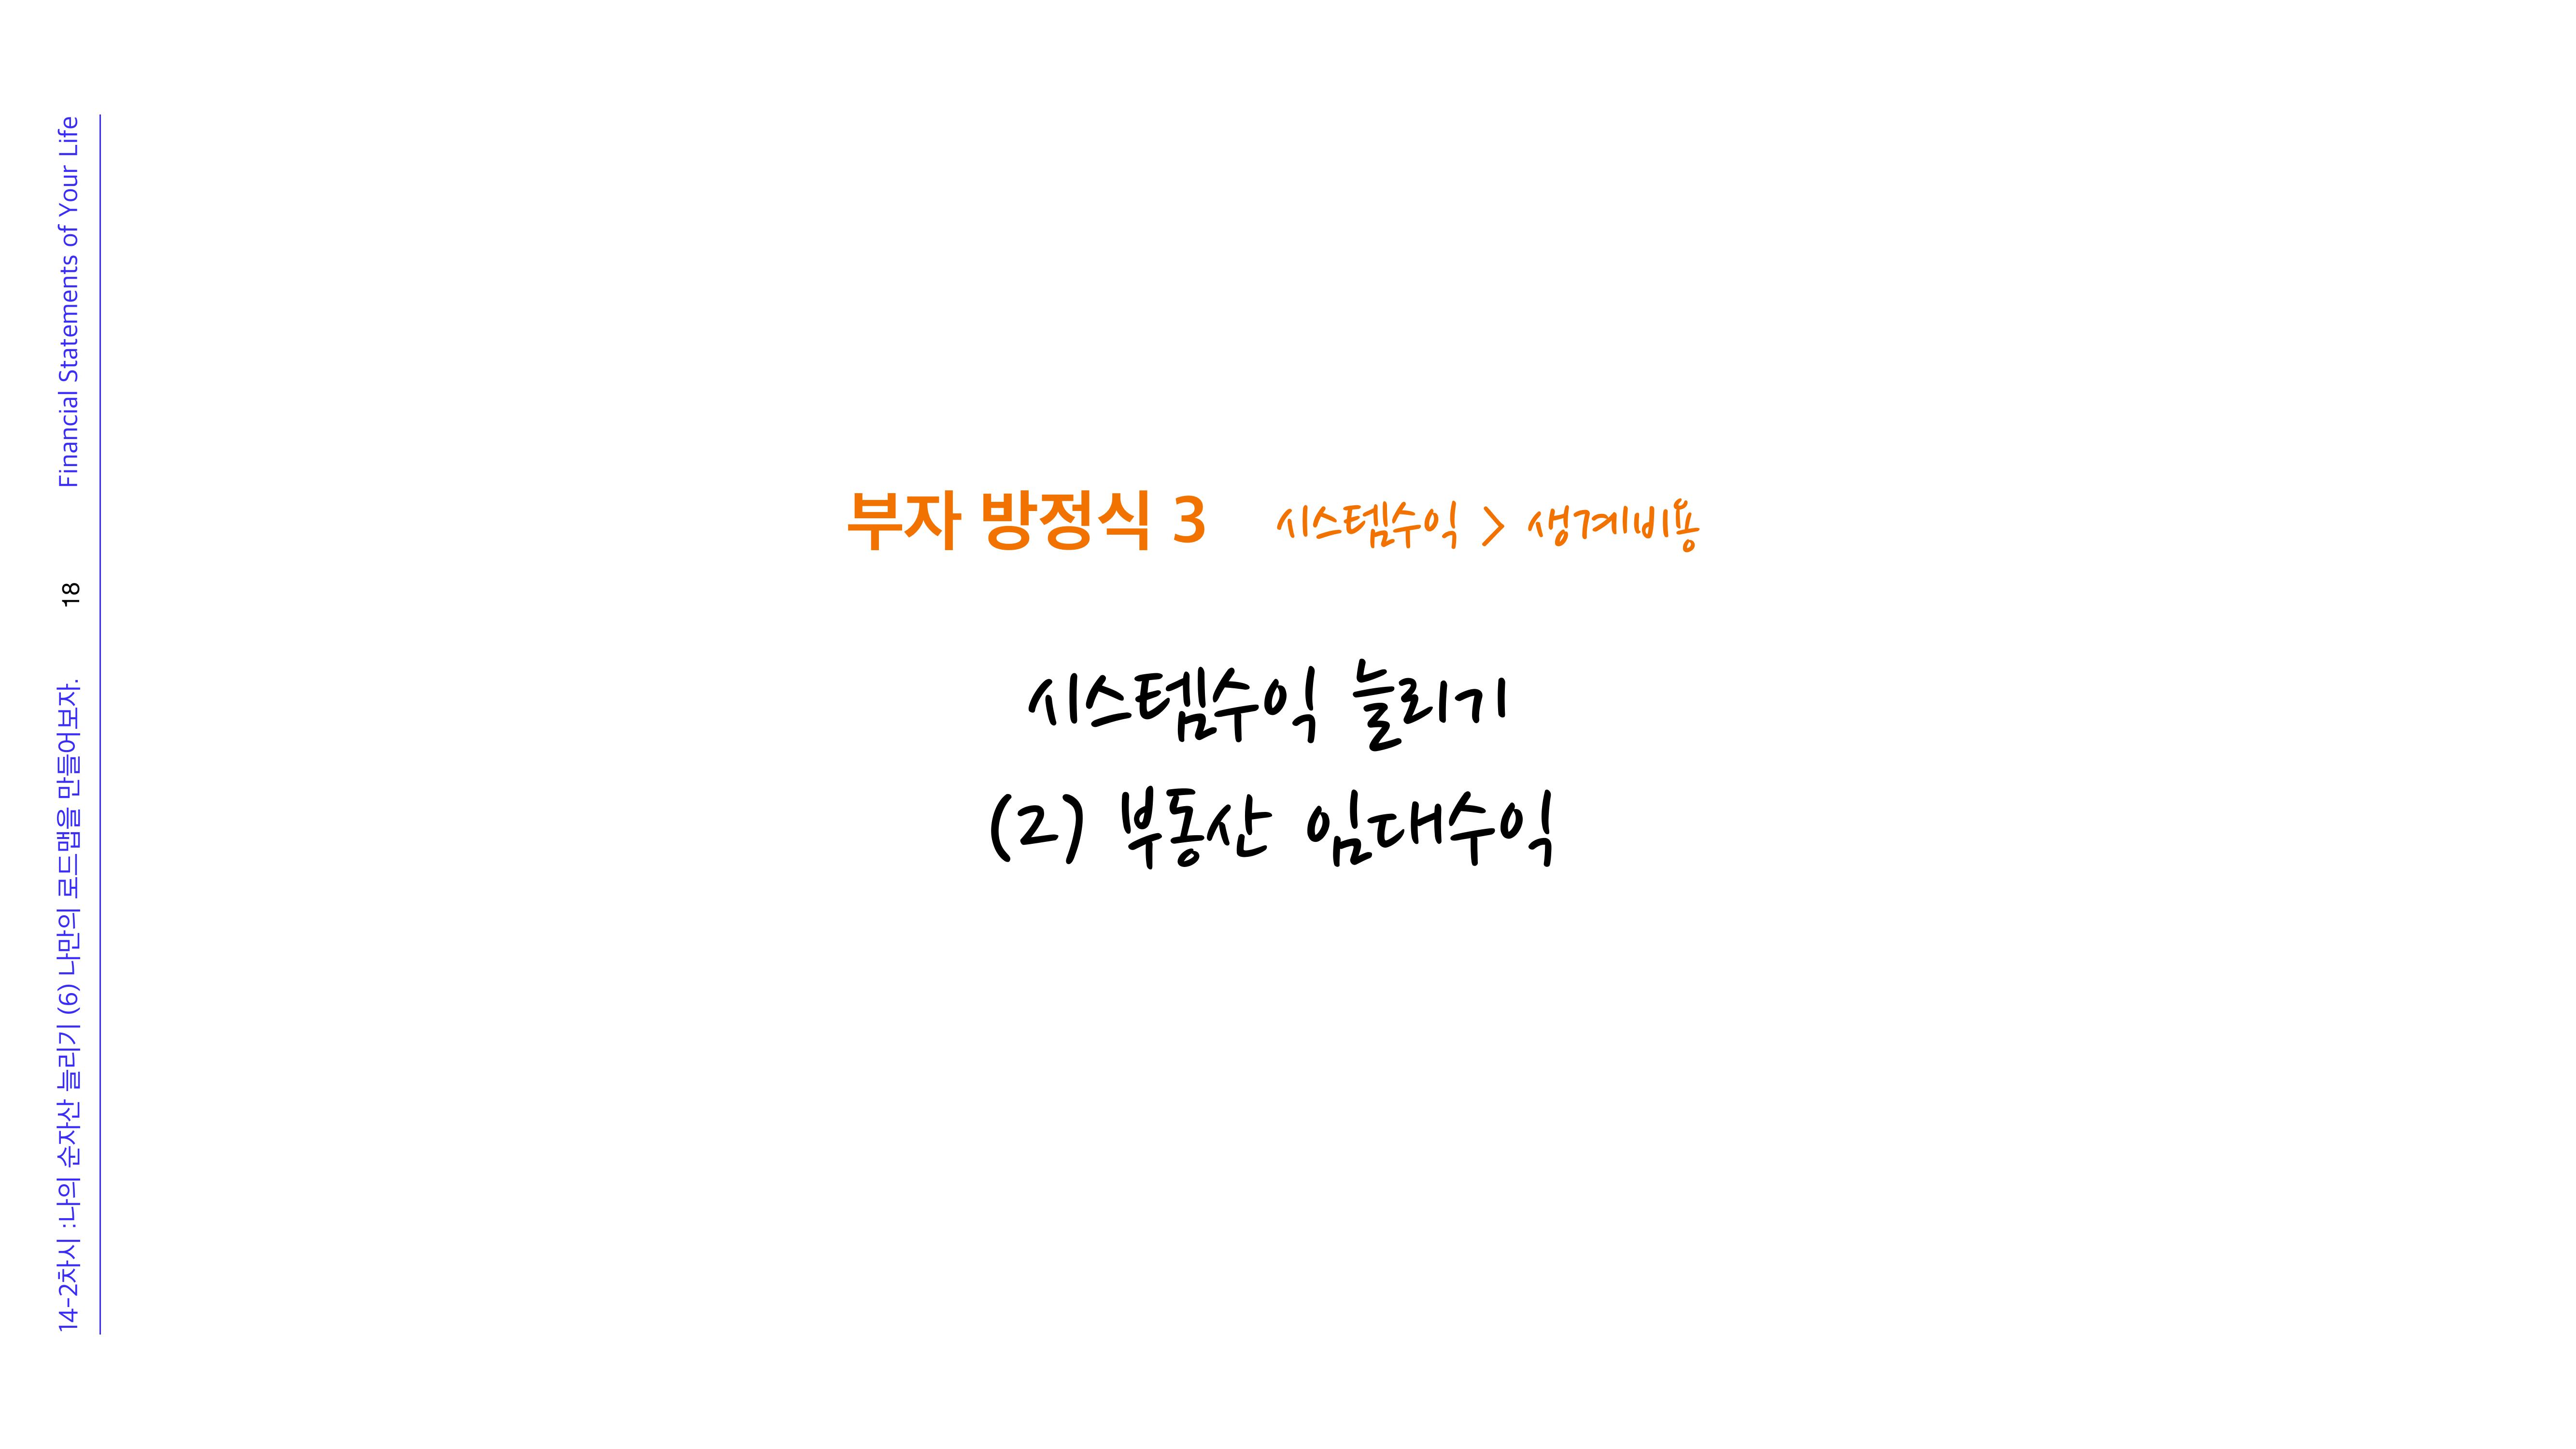 Financial Statements of Your Life
18
14-2차시 :나의 순자산 늘리기 (6) 나만의 로드맵을 만들어보자.
부자 방정식 3 시스템수익 > 생계비용
시스템수익 늘리기
(2) 부동산 임대수익